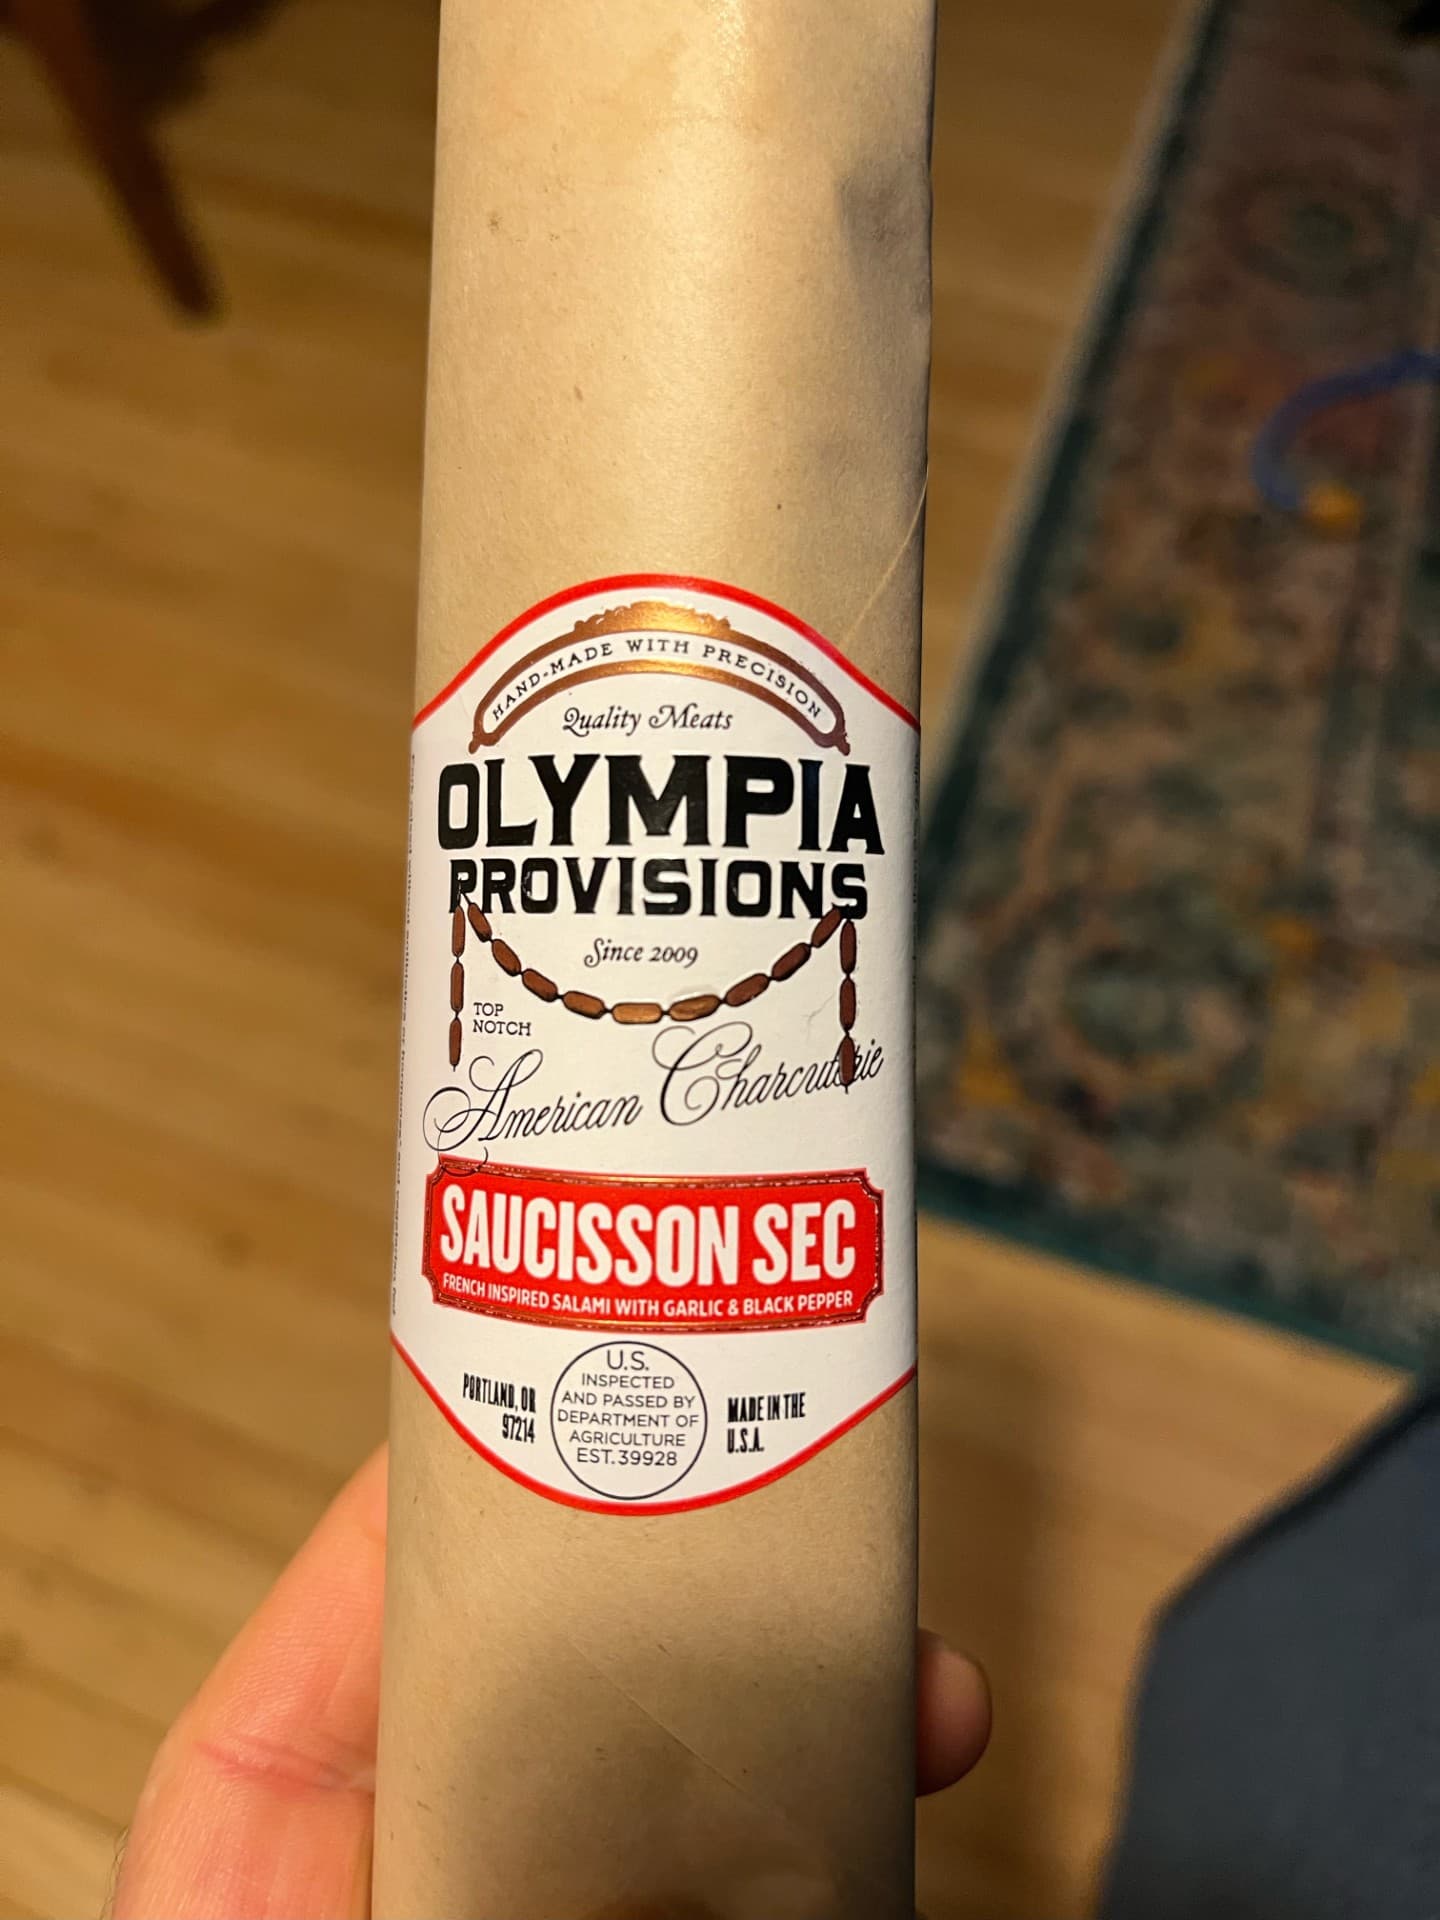 HAND-MADE WITH PRECISION
Quality Meats
OLYMPIA
PROVISIONS
Since 2009
TOP
NOTCH
American Charcuterie
SAUCISSON SEC
FRENCH INSPIRED SALAMI WITH GARLIC & BLACK PEPPER
PORTLAND, OR
97214
U.S.
INSPECTED
AND PASSED BY
DEPARTMENT OF
AGRICULTURE
EST.39928
MADE IN THE
U.S.A.